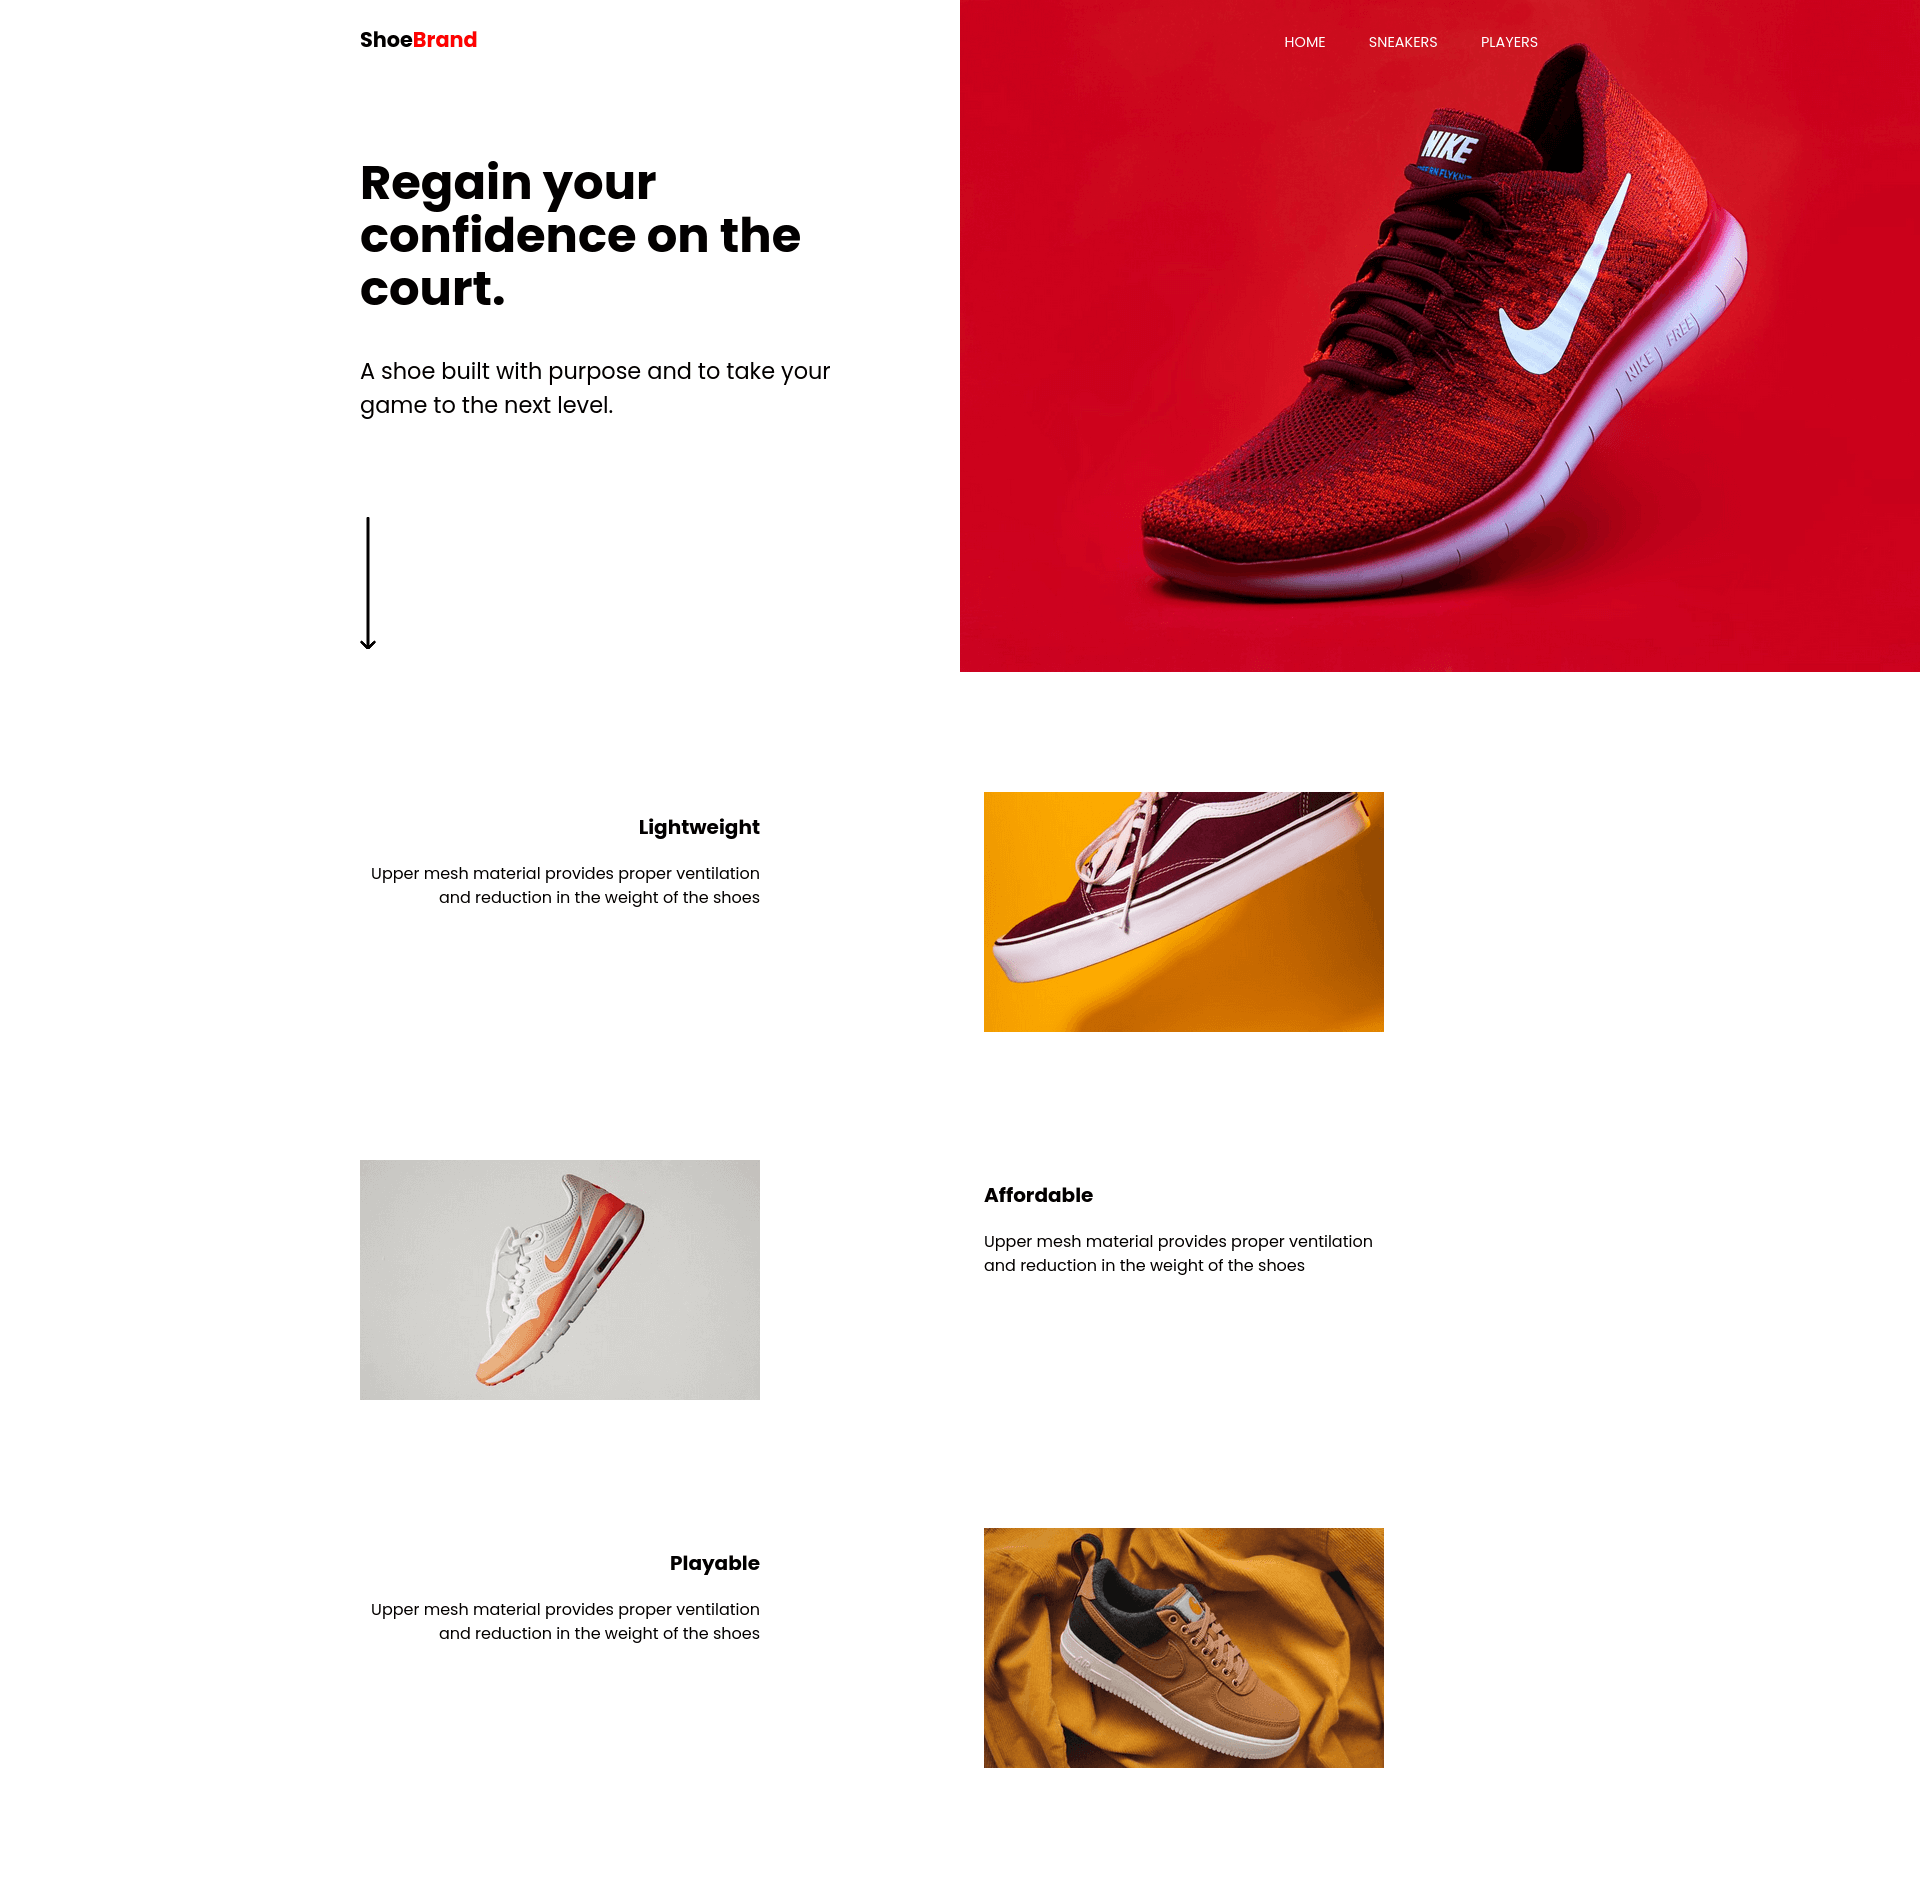 ShoeBrand
HOME SNEAKERS PLAYERS
Regain your
confidence on the
court.
A shoe built with purpose and to take your
game to the next level.
NIKE
NIKE FREE
Lightweight
Upper mesh material provides proper ventilation
and reduction in the weight of the shoes
Affordable
Upper mesh material provides proper ventilation
and reduction in the weight of the shoes
Playable
Upper mesh material provides proper ventilation
and reduction in the weight of the shoes
AIR